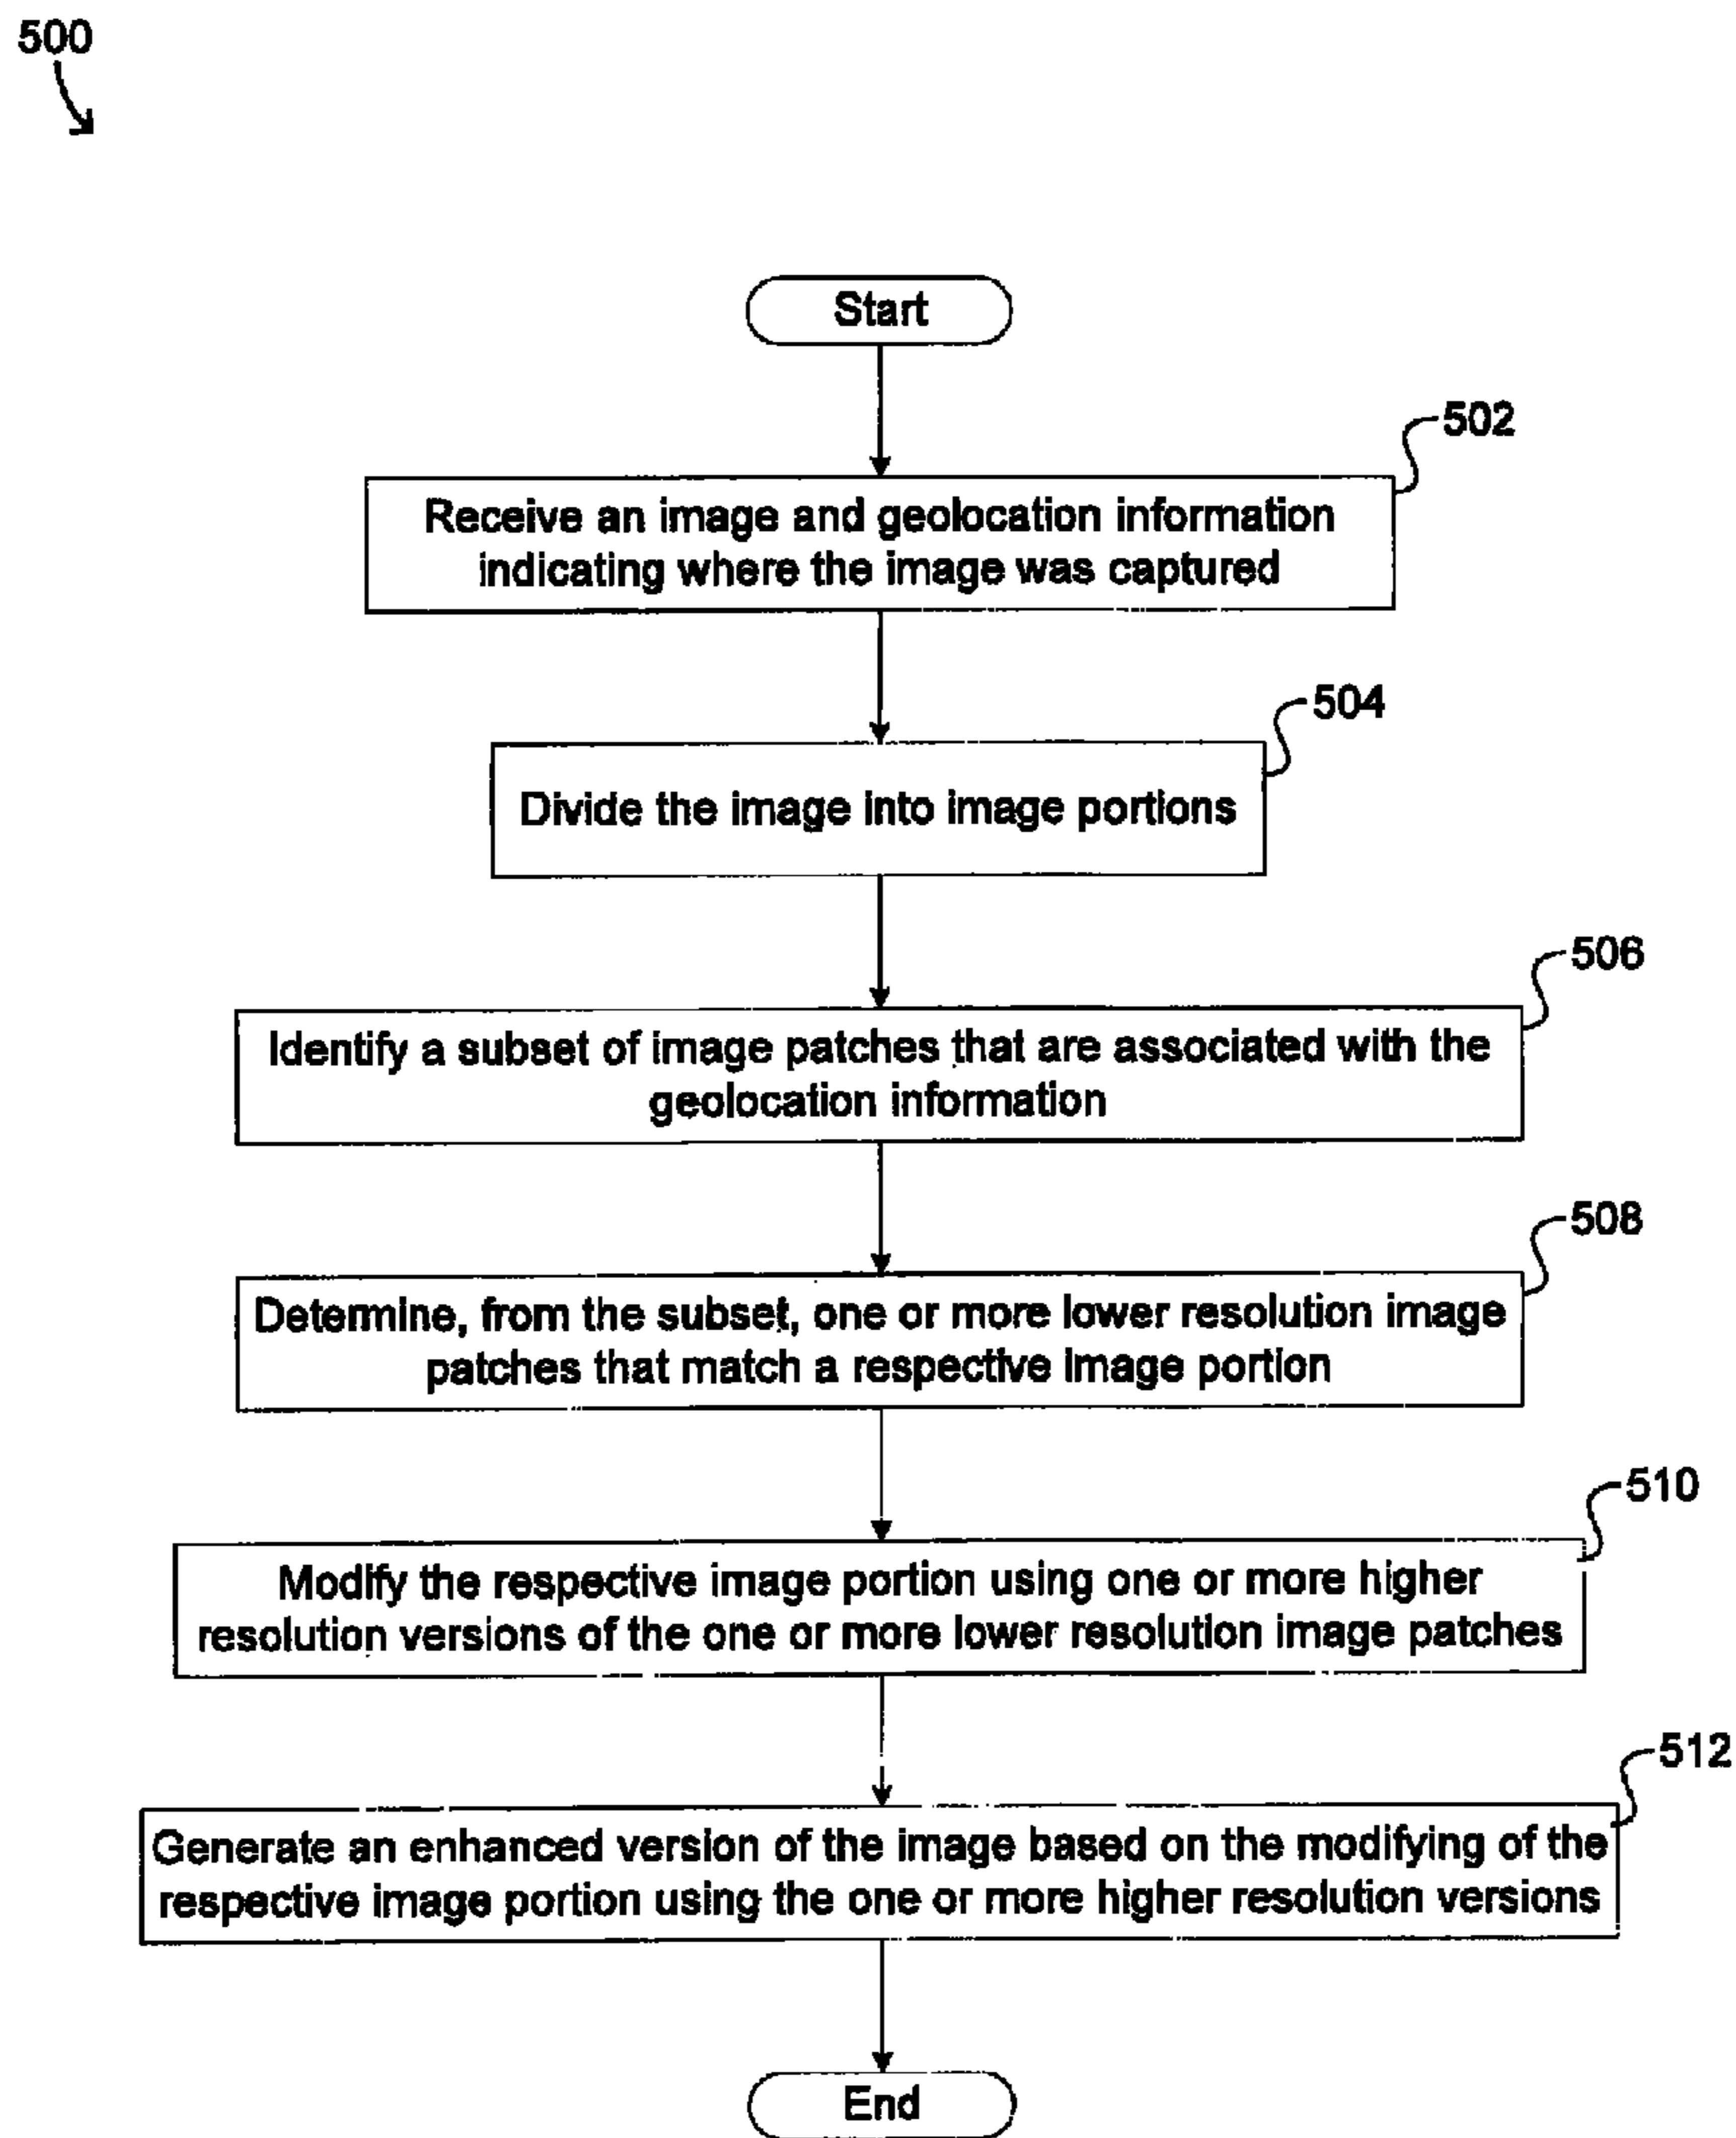 500
Start
502
Receive an image and geolocation information
indicating where the image was captured
504
Divide the image into image portions
506
Identify a subset of image patches that are associated with the
geolocation information
508
Determine, from the subset, one or more lower resolution image
patches that match a respective image portion
510
Modify the respective image portion using one or more higher
resolution versions of the one or more lower resolution image patches
512
Generate an enhanced version of the image based on the modifying of the
respective image portion using the one or more higher resolution versions
End